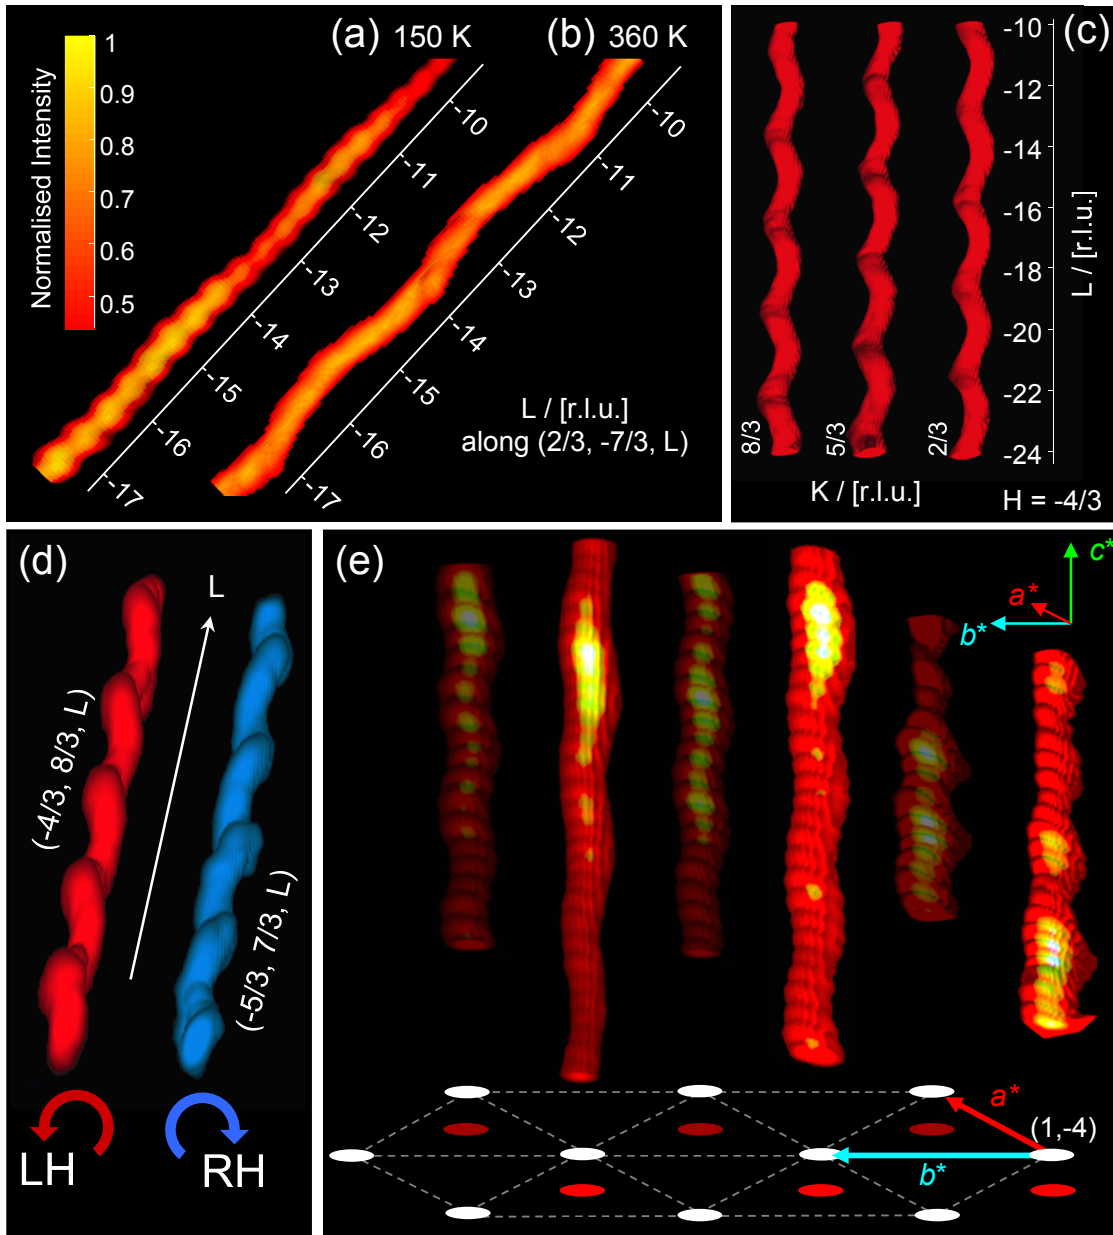 (a) 150 K
(b) 360 K
Normalised Intensity
1
0.9
0.8
0.7
0.6
0.5
-10
-11
-12
-13
-14
-15
-16
-17
-10
-11
-12
-13
-14
-15
-16
-17
L / [r.l.u.]
along (2/3, -7/3, L)
(c)
-10
-12
-14
-16
-18
-20
-22
-24
L / [r.l.u.]
8/3
5/3
2/3
K / [r.l.u.]
H = -4/3
(d)
L
(-4/3, 8/3, L)
(-5/3, 7/3, L)
LH
RH
(e)
c*
a*
b*
a*
(1,-4)
b*